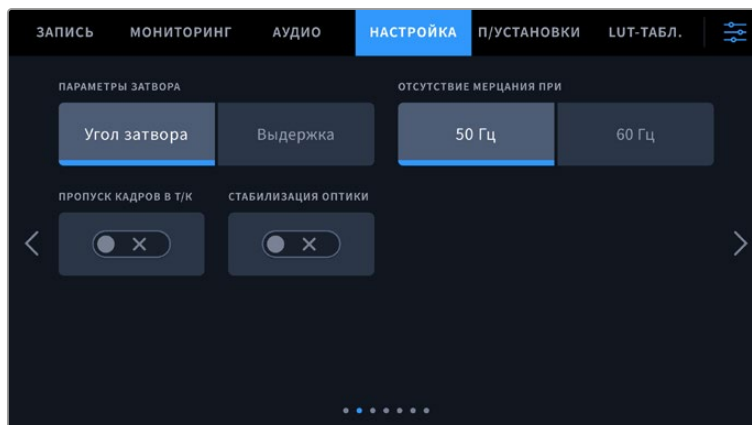 ЗАПИСЬ МОНИТОРИНГ АУДИО НАСТРОЙКА П/УСТАНОВКИ LUT-ТАБЛ.
ПАРАМЕТРЫ ЗАТВОРА ОТСУТСТВИЕ МЕРЦАНИЯ ПРИ
Угол затвора Выдержка 50 Гц 60 Гц
ПРОПУСК КАДРОВ В Т/К СТАБИЛИЗАЦИЯ ОПТИКИ